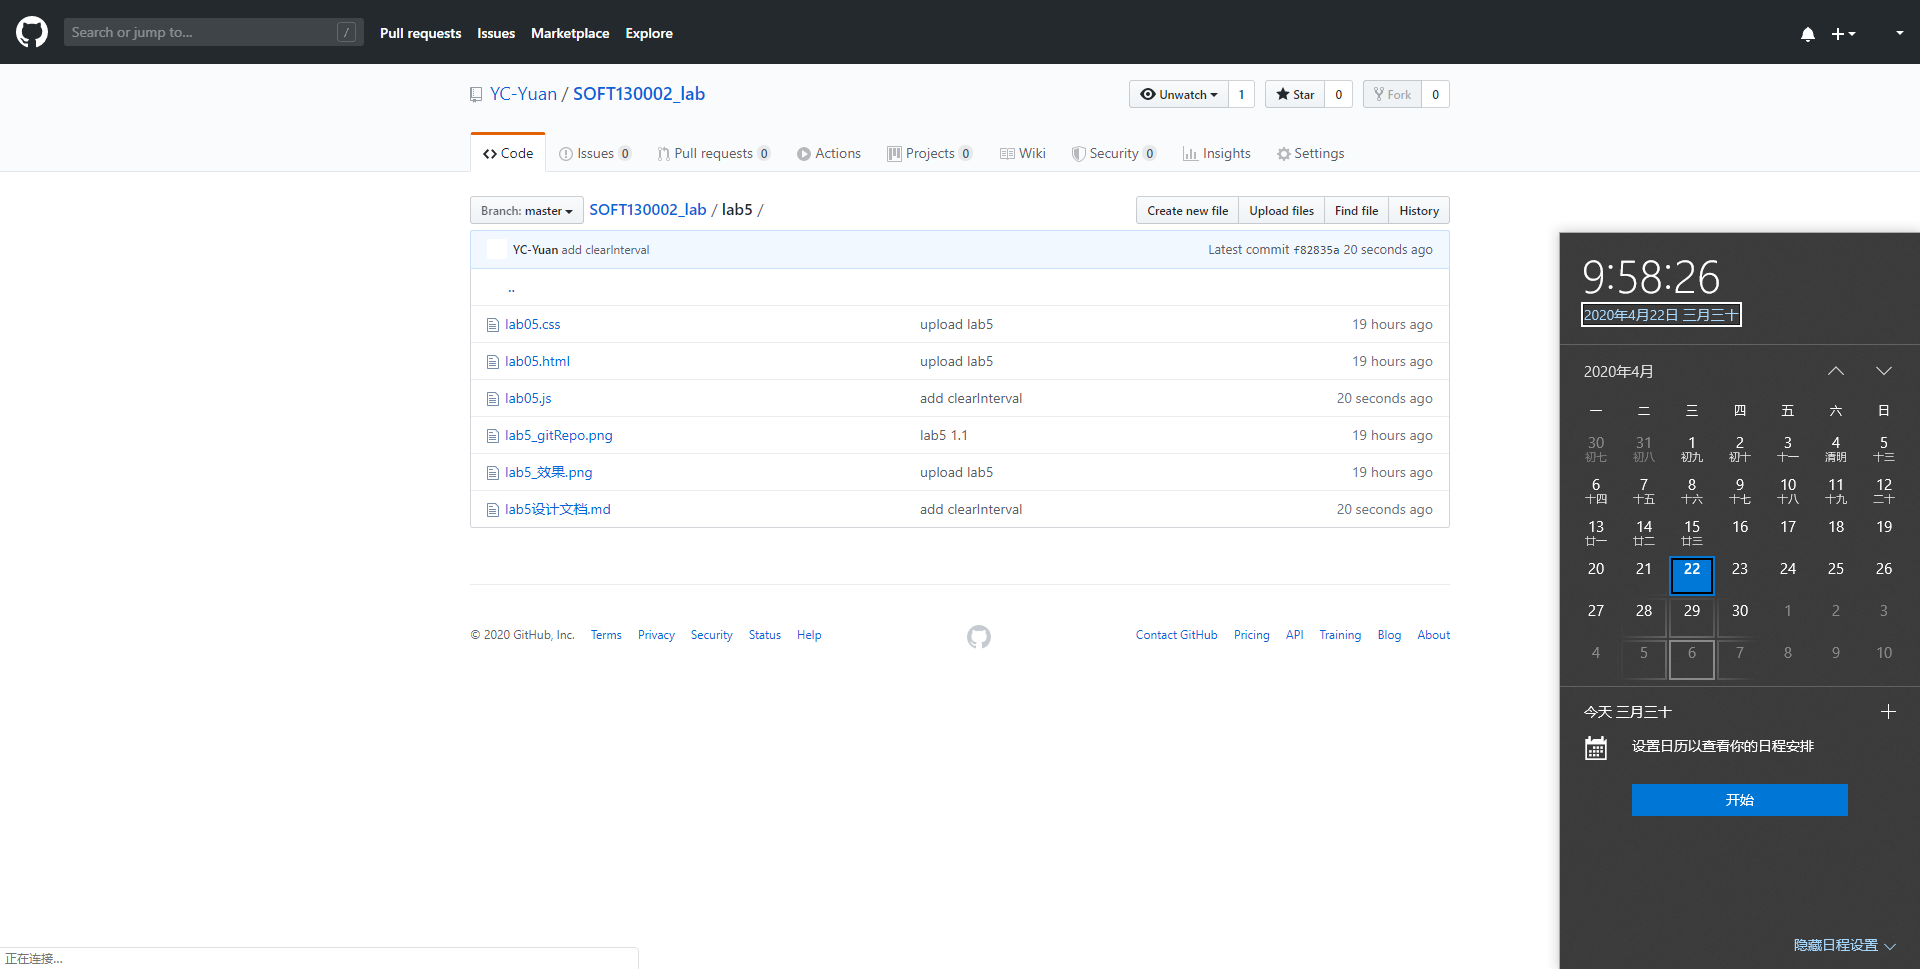 Search or jump to... / Pull requests Issues Marketplace Explore
YC-Yuan / SOFT130002_lab Unwatch 1 Star 0 Fork 0
Code Issues 0 Pull requests 0 Actions Projects 0 Wiki Security 0 Insights Settings
Branch: master SOFT130002_lab / lab5 / Create new file Upload files Find file History
YC-Yuan add clearInterval Latest commit f82835a 20 seconds ago
..
lab05.css upload lab5 19 hours ago
lab05.html upload lab5 19 hours ago
lab05.js add clearInterval 20 seconds ago
lab5_gitRepo.png lab5 1.1 19 hours ago
lab5_效果.png upload lab5 19 hours ago
lab5设计文档.md add clearInterval 20 seconds ago
© 2020 GitHub, Inc. Terms Privacy Security Status Help Contact GitHub Pricing API Training Blog About
正在连接...
9:58:26
2020年4月22日 三月三十
2020年4月
一 二 三 四 五 六 日
30 31 1 2 3 4 5
初七 初八 初九 初十 十一 清明 十三
6 7 8 9 10 11 12
十四 十五 十六 十七 十八 十九 二十
13 14 15 16 17 18 19
廿一 廿二 廿三
20 21 22 23 24 25 26
27 28 29 30 1 2 3
4 5 6 7 8 9 10
今天 三月三十
设置日历以查看你的日程安排
开始
隐藏日程设置